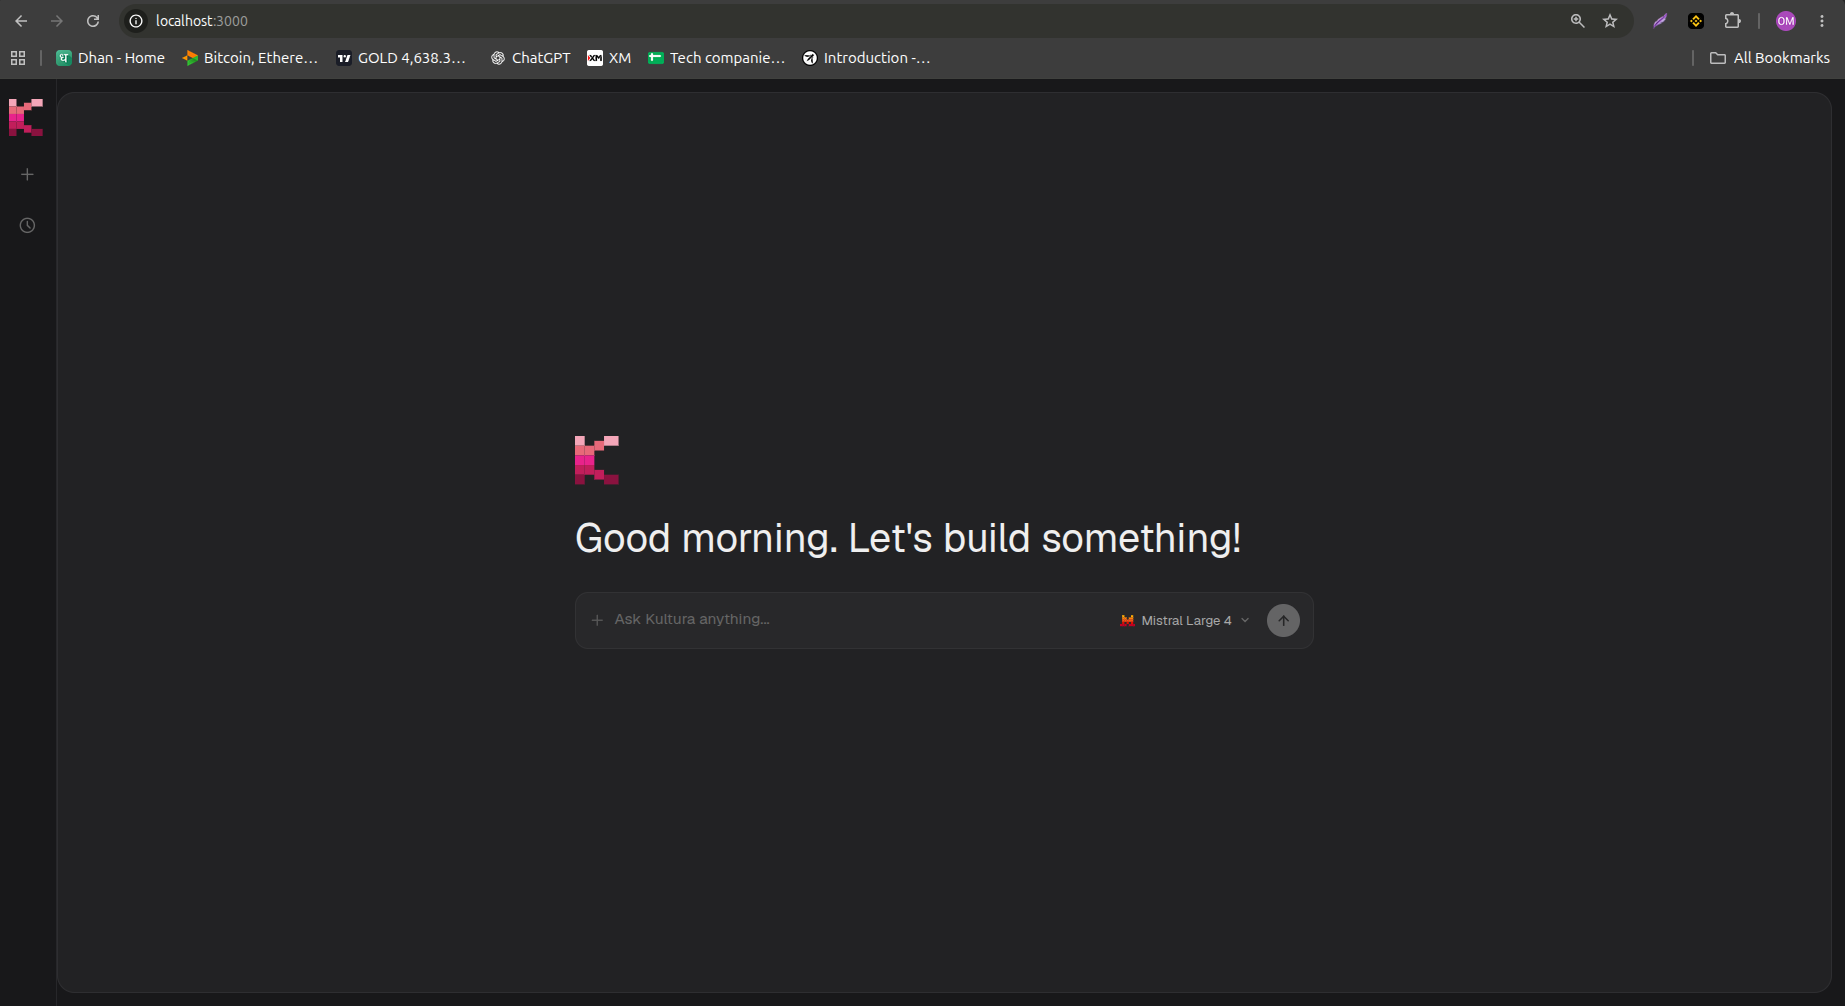 localhost:3000
Dhan - Home
Bitcoin, Ethere...
GOLD 4,638.3...
ChatGPT
XM
Tech companie...
Introduction -...
All Bookmarks
OM
Good morning. Let's build something!
Ask Kultura anything...
Mistral Large 4